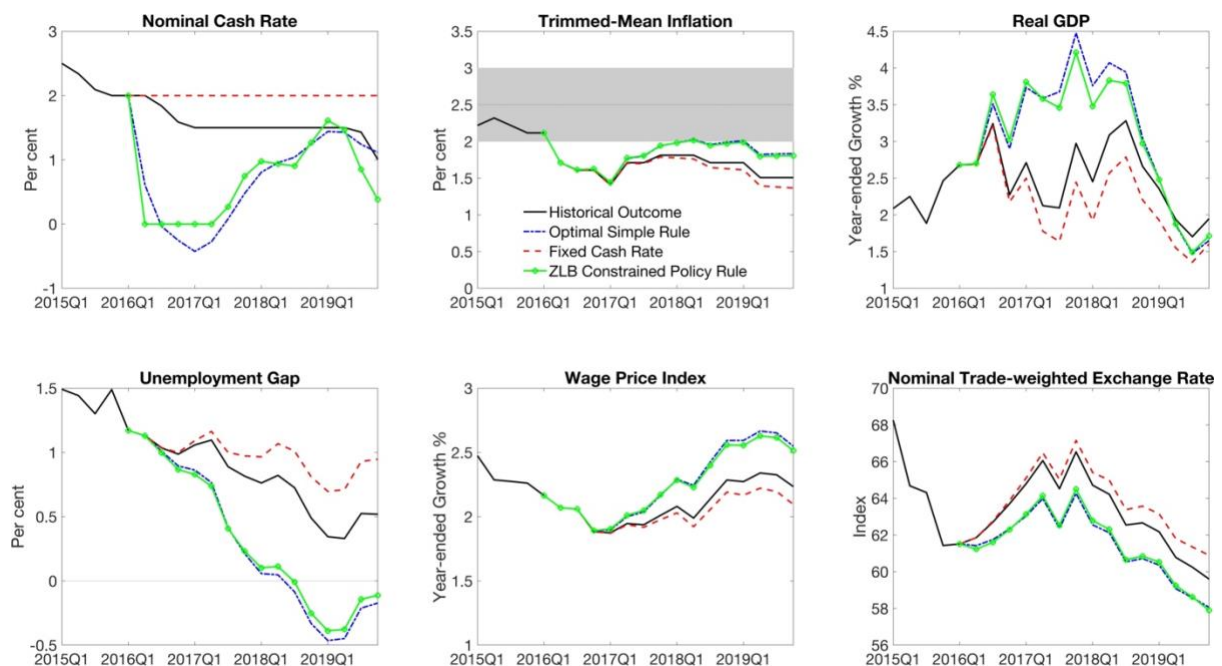 Nominal Cash Rate
3
2
1
0
-1
Per cent
2015Q1 2016Q1 2017Q1 2018Q1 2019Q1
Trimmed-Mean Inflation
3.5
3
2.5
2
1.5
1
0.5
0
Per cent
Historical Outcome
Optimal Simple Rule
Fixed Cash Rate
ZLB Constrained Policy Rule
2015Q1 2016Q1 2017Q1 2018Q1 2019Q1
Real GDP
4.5
4
3.5
3
2.5
2
1.5
1
Year-ended Growth %
2015Q1 2016Q1 2017Q1 2018Q1 2019Q1
Unemployment Gap
1.5
1
0.5
0
-0.5
Per cent
2015Q1 2016Q1 2017Q1 2018Q1 2019Q1
Wage Price Index
3
2.5
2
1.5
1
Year-ended Growth %
2015Q1 2016Q1 2017Q1 2018Q1 2019Q1
Nominal Trade-weighted Exchange Rate
70
68
66
64
62
60
58
56
Index
2015Q1 2016Q1 2017Q1 2018Q1 2019Q1